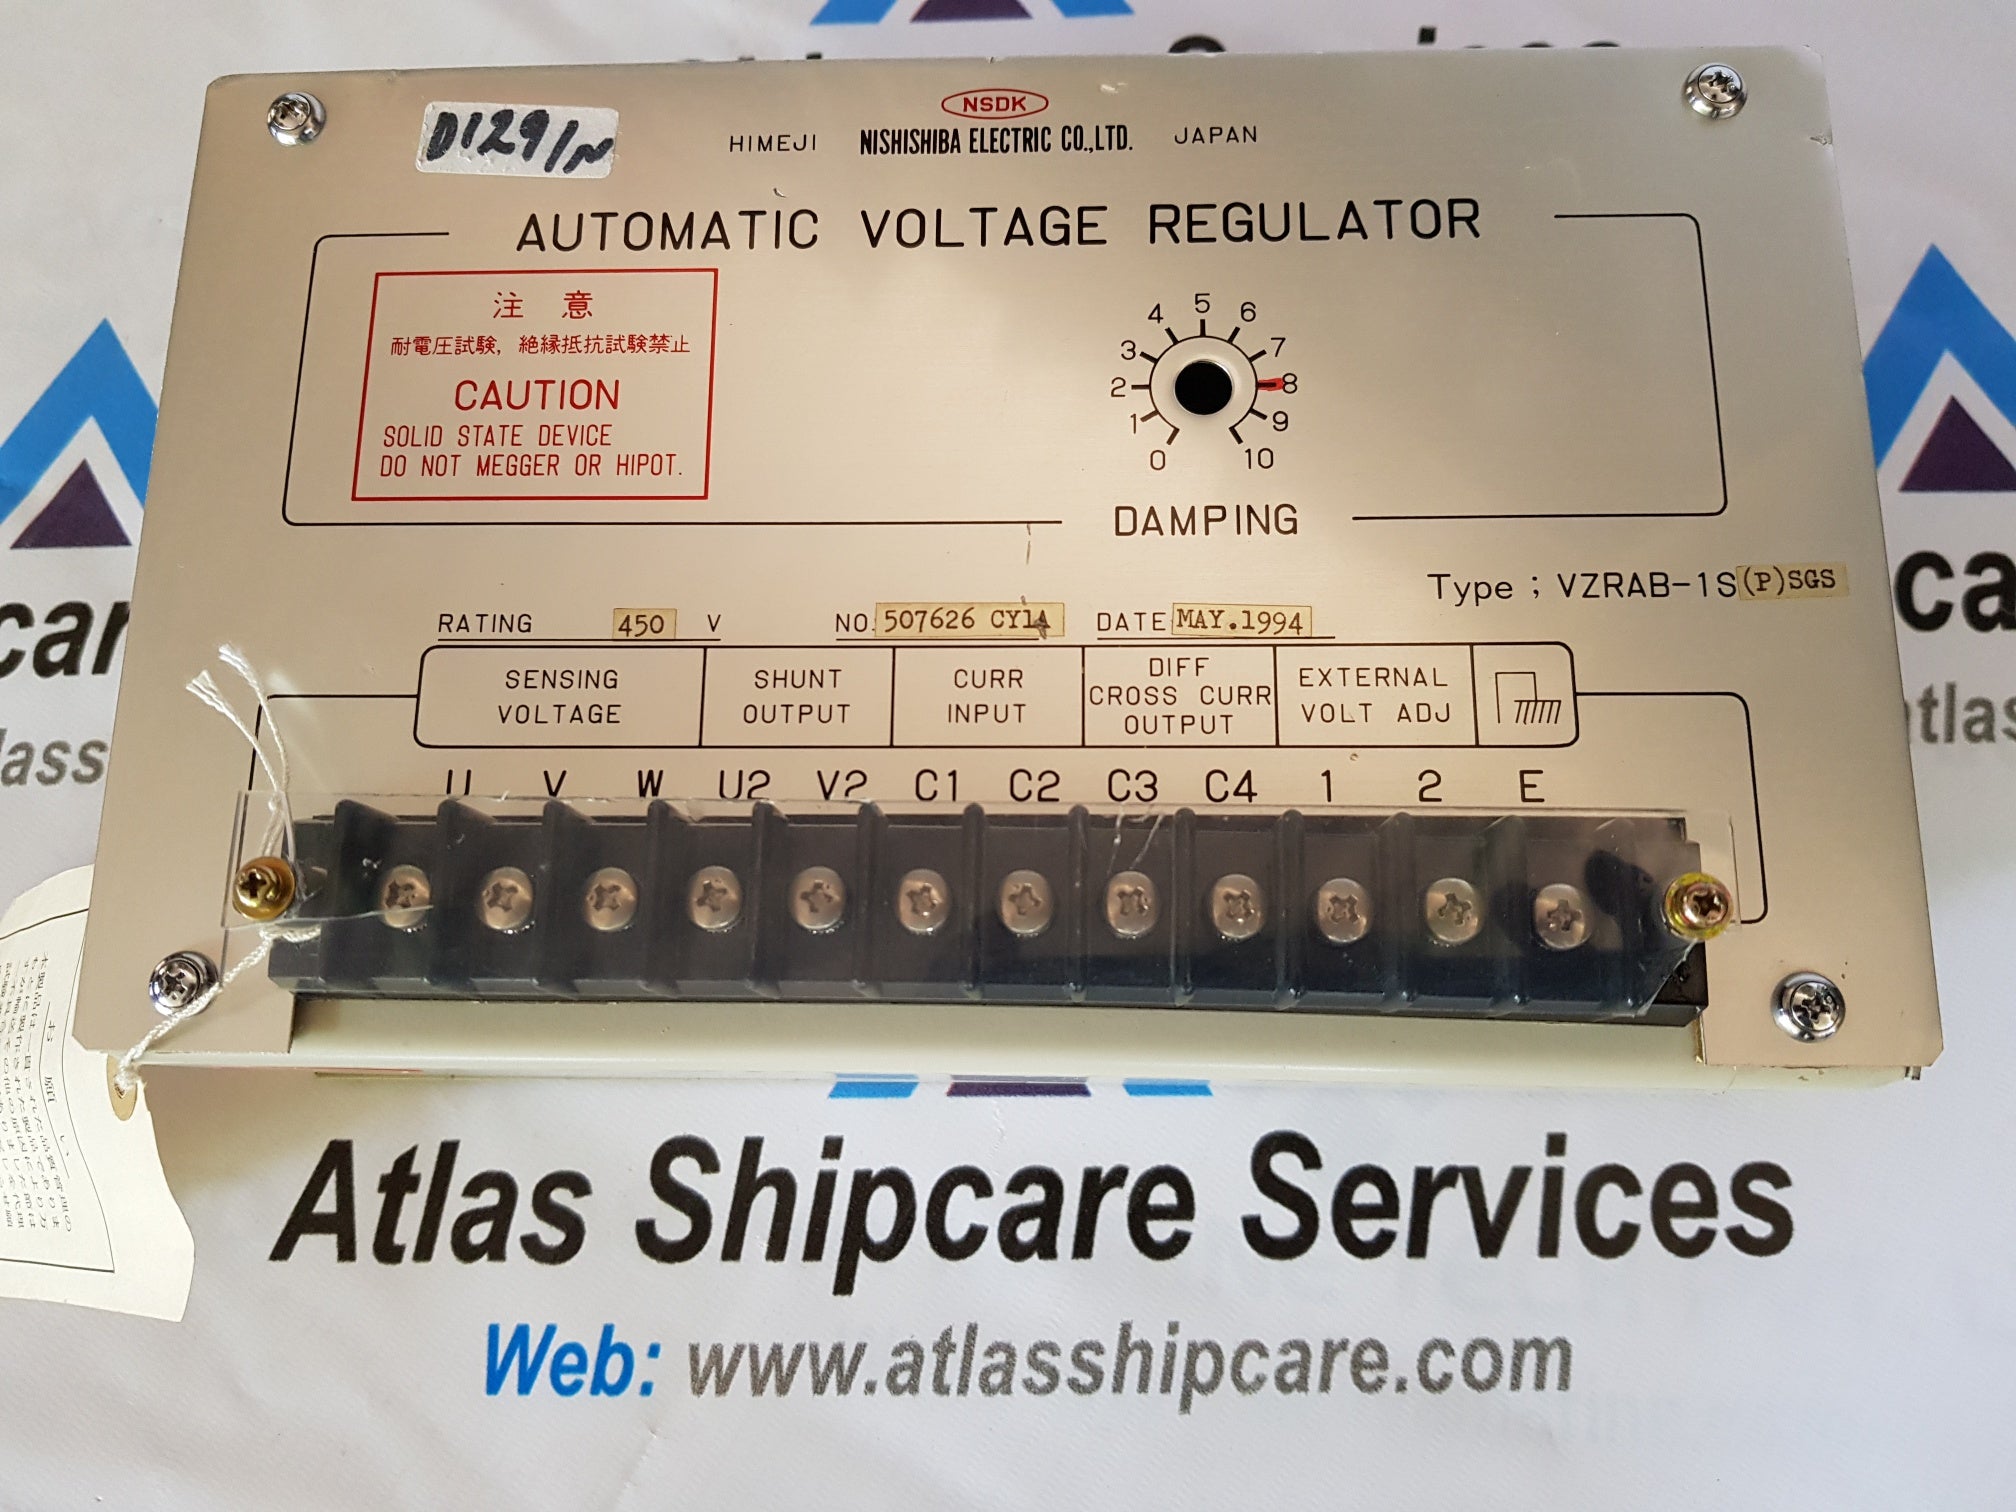 NSDK
D129/N
HIMEJI NISHISHIBA ELECTRIC CO.,LTD. JAPAN
AUTOMATIC VOLTAGE REGULATOR
注 意
耐電圧試験, 絶縁抵抗試験禁止
CAUTION
SOLID STATE DEVICE
DO NOT MEGGER OR HIPOT.
0 1 2 3 4 5 6 7 8 9 10
DAMPING
Type ; VZRAB-1S(P)SGS
RATING 450 V NO. 507626 CY1A DATE MAY.1994
SENSING VOLTAGE
SHUNT OUTPUT
CURR INPUT
DIFF CROSS CURR OUTPUT
EXTERNAL VOLT ADJ
U V W U2 V2 C1 C2 C3 C4 1 2 E
Atlas Shipcare Services
Web: www.atlasshipcare.com